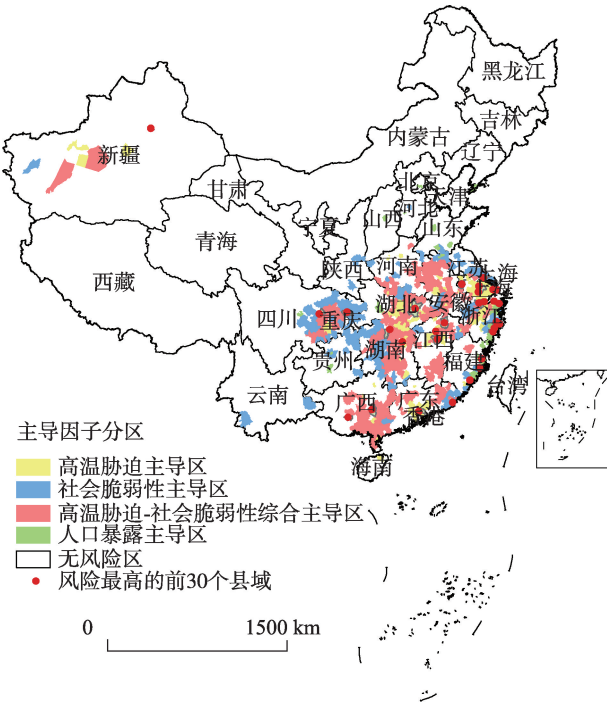 黑龙江
吉林
辽宁
内蒙古
新疆
甘肃
北京
天津
河北
山西
山东
宁夏
青海
西藏
陕西
河南
江苏
上海
四川
重庆
湖北
安徽
浙江
贵州
湖南
江西
福建
云南
广西
广东
香港
台湾
海南
主导因子分区
高温胁迫主导区
社会脆弱性主导区
高温胁迫-社会脆弱性综合主导区
人口暴露主导区
无风险区
风险最高的前30个县域
0 1500 km